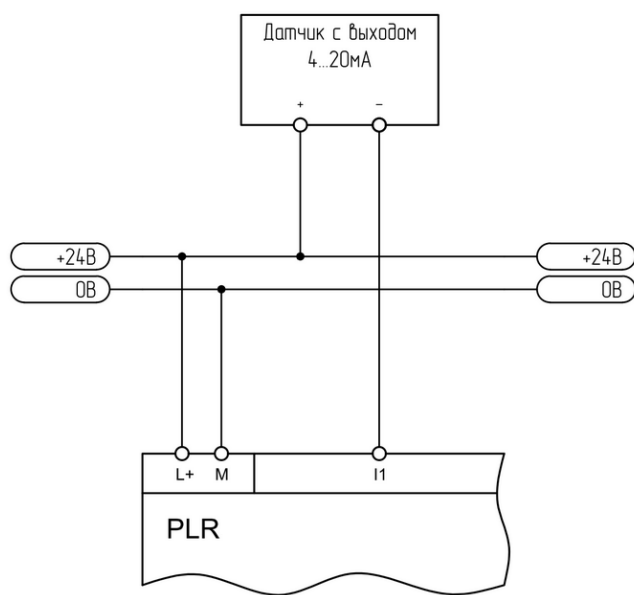 Датчик с выходом
4...20мА
+ −
+24В +24В
0В 0В
L+ M I1
PLR